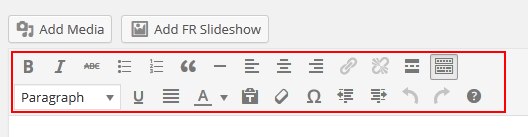 Add Media Add FR Slideshow
B I ABC
Paragraph U A T Ω ?